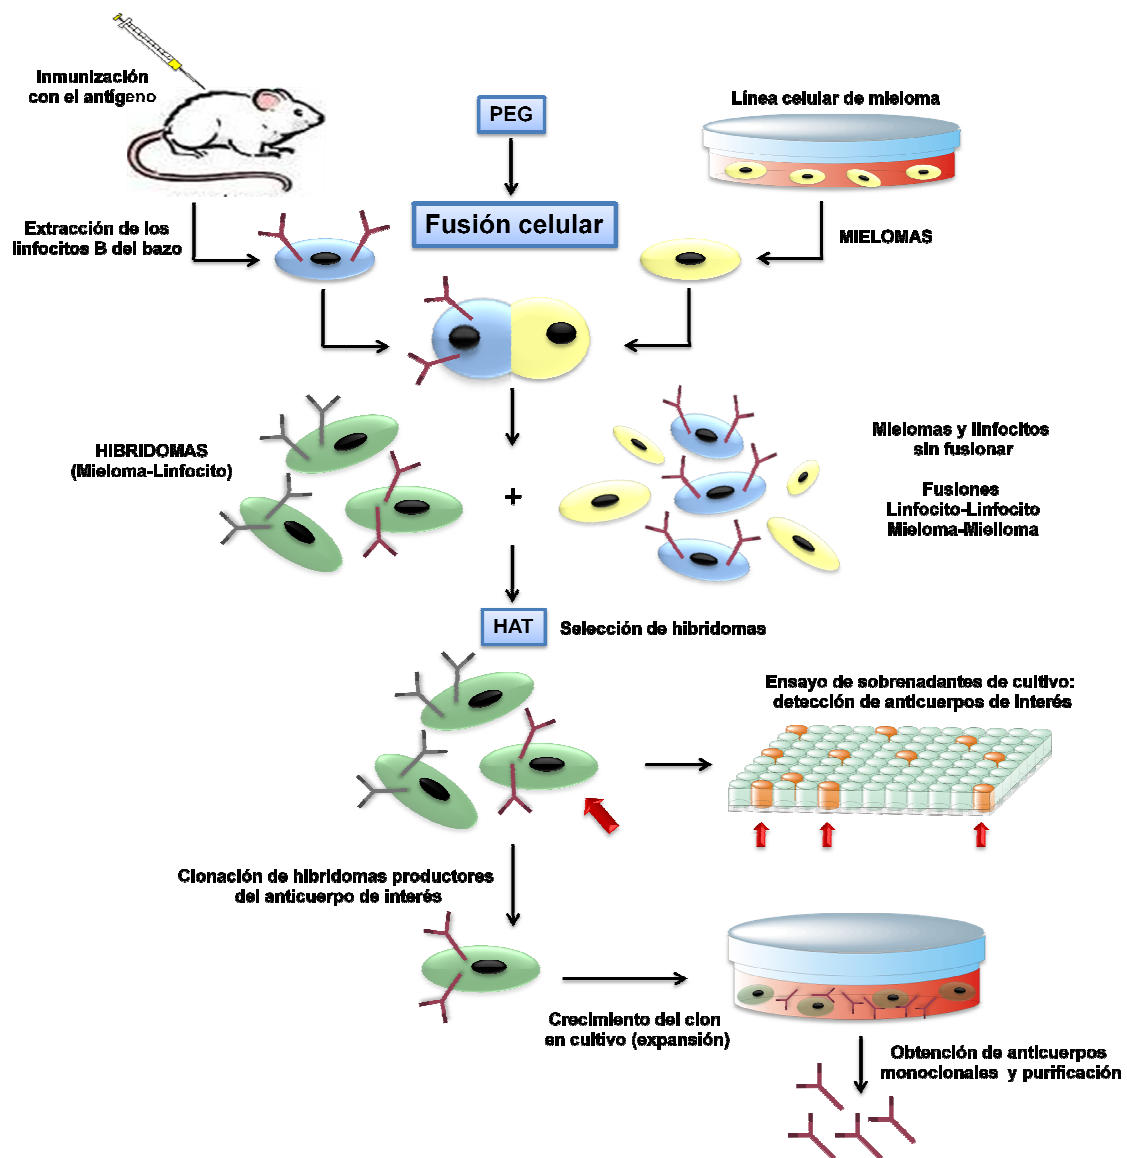 Inmunización
con el antígeno
PEG
Línea celular de mieloma
Fusión celular
Extracción de los
linfocitos B del bazo
MIELOMAS
HIBRIDOMAS
(Mieloma-Linfocito)
+
Mielomas y linfocitos
sin fusionar
Fusiones
Linfocito-Linfocito
Mieloma-Mielloma
HAT
Selección de hibridomas
Ensayo de sobrenadantes de cultivo:
detección de anticuerpos de interés
Clonación de hibridomas productores
del anticuerpo de interés
Crecimiento del clon
en cultivo (expansión)
Obtención de anticuerpos
monoclonales y purificación